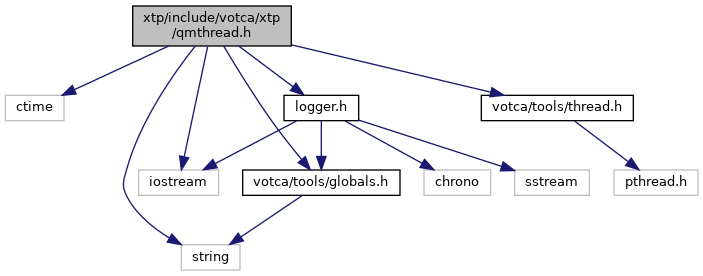 xtp/include/votca/xtp
/qmthread.h
ctime
logger.h
votca/tools/thread.h
iostream
votca/tools/globals.h
chrono
sstream
pthread.h
string